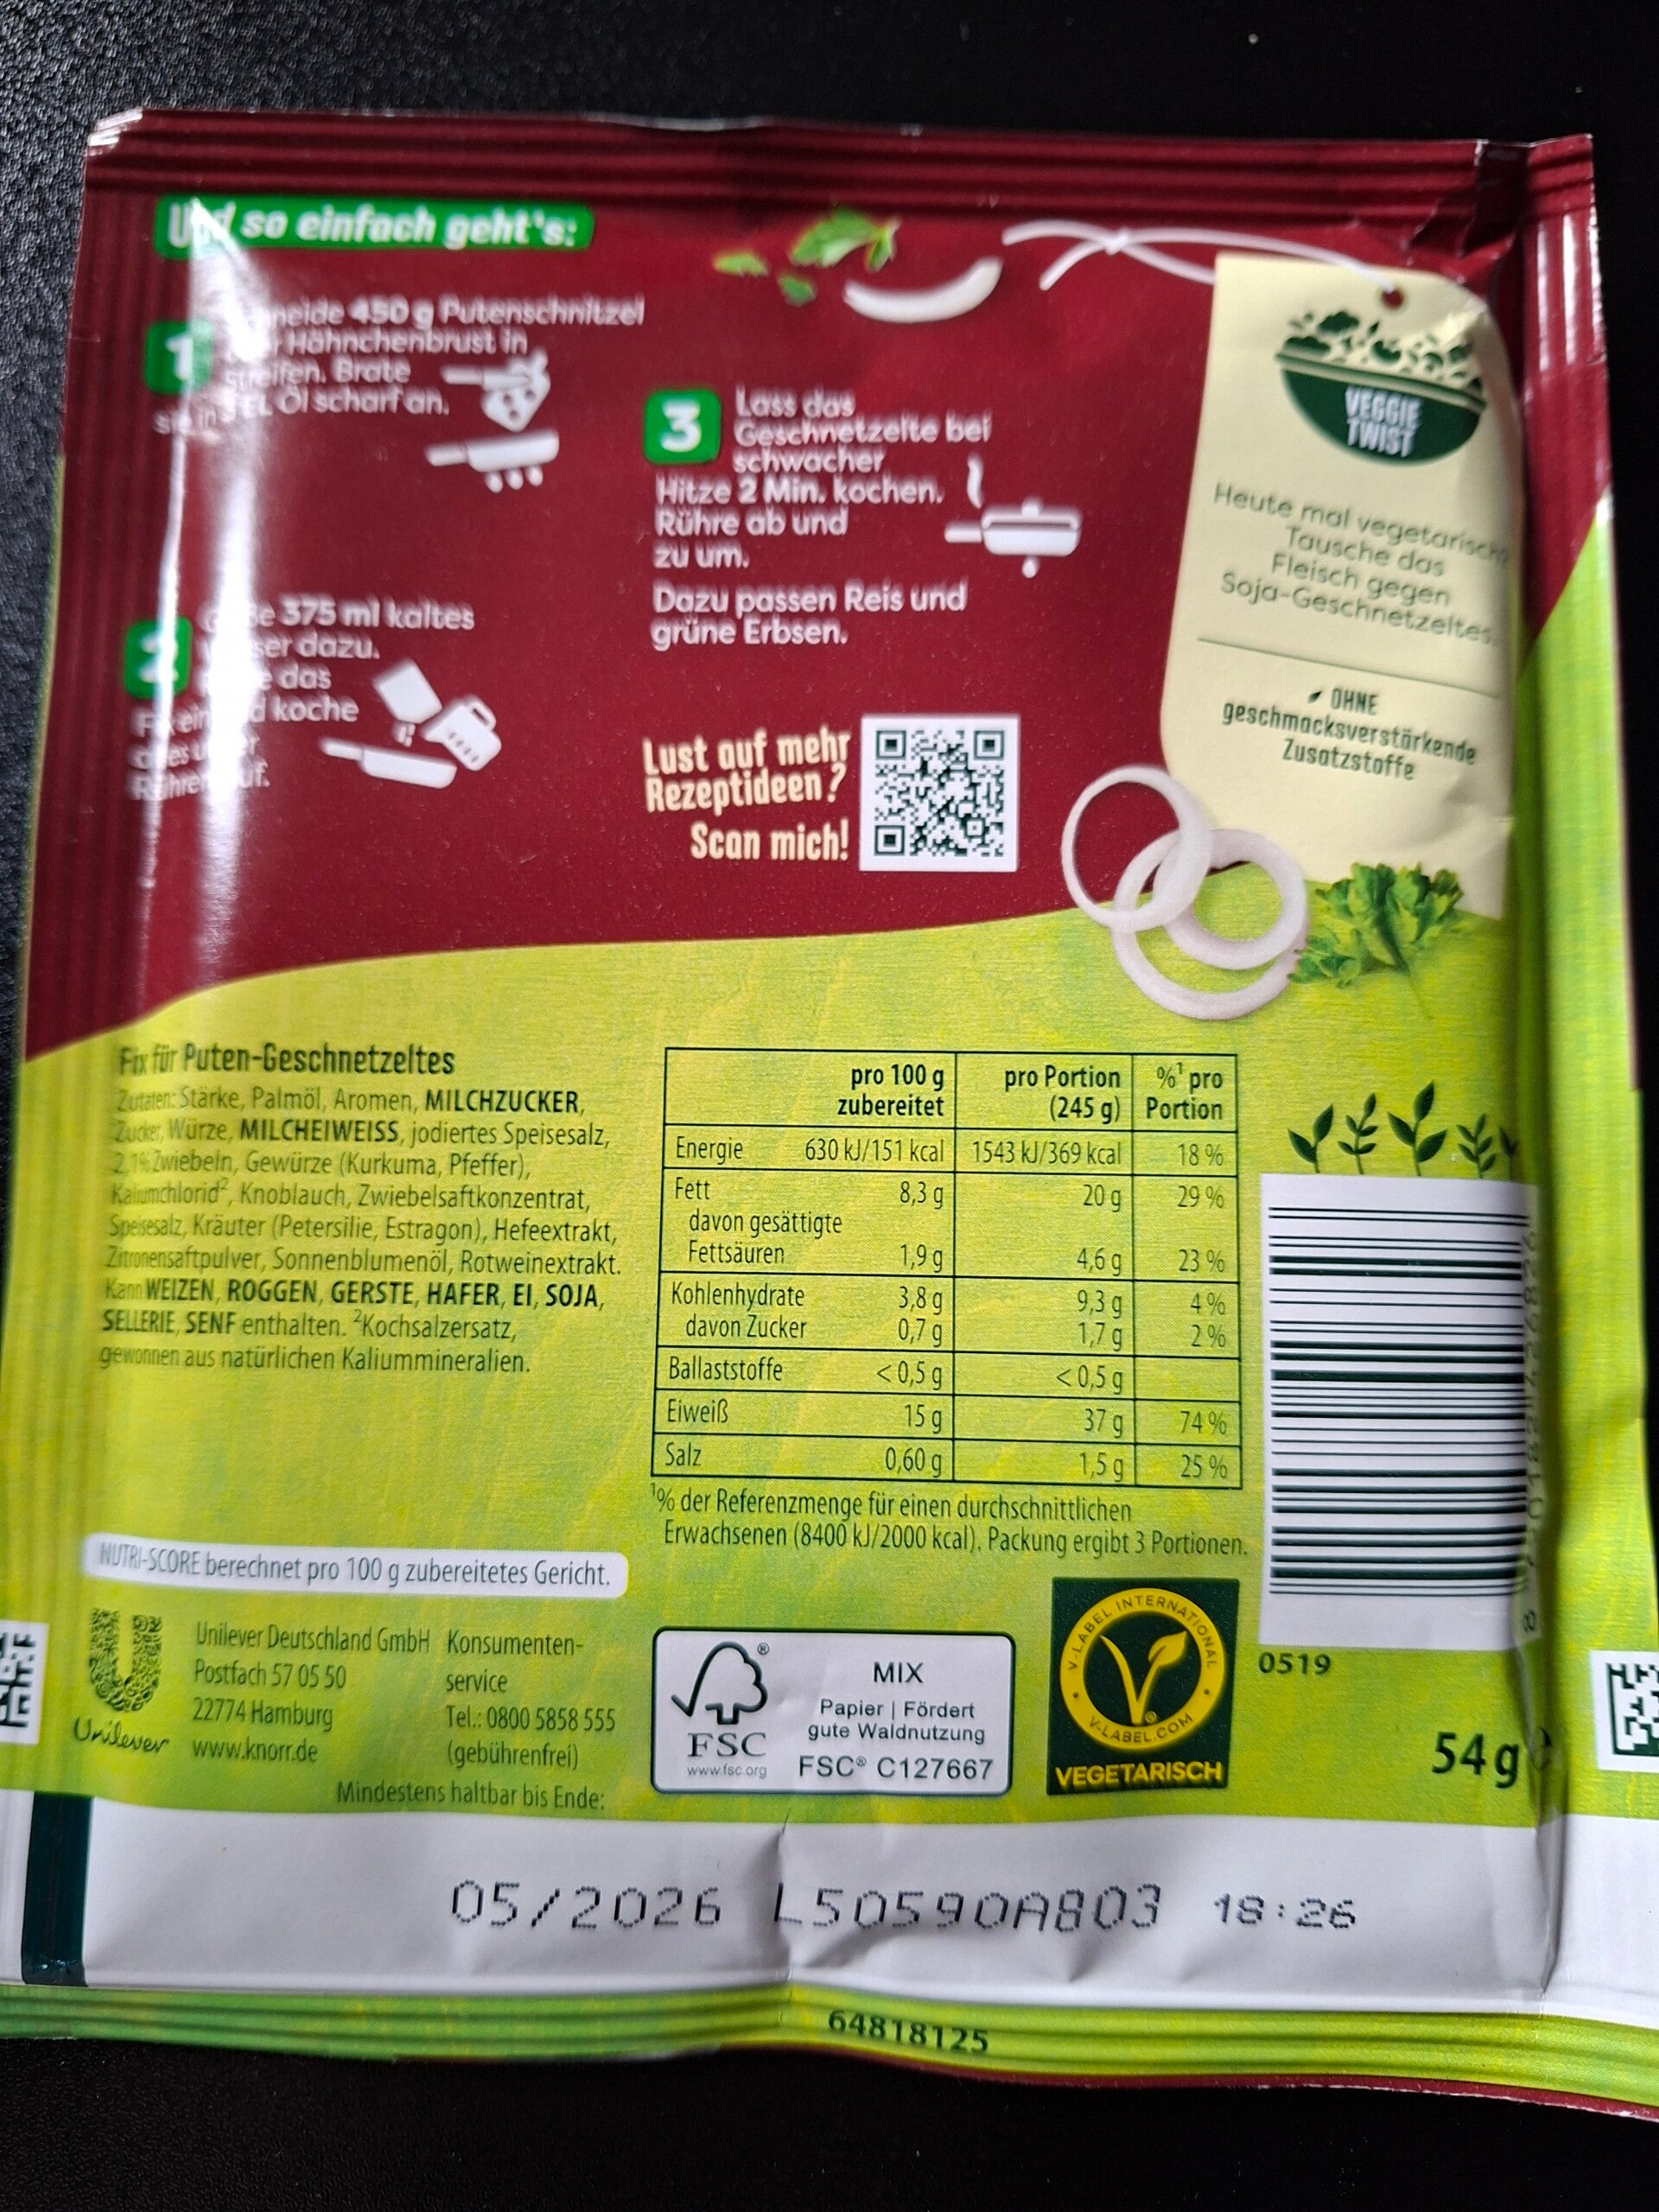 so einfach geht's:
1
450 g Putenschnitzel
Hähnchenbrust in
Brate
Öl scharf an.
2
375 ml kaltes
dazu.
das
koche
3
Lass das
Geschnetzelte bei
schwacher
Hitze 2 Min. kochen.
Rühre ab und
zu um.
Dazu passen Reis und
grüne Erbsen.
Lust auf mehr
Rezeptideen?
Scan mich!
VEGGIE
TWIST
Heute mal vegetarisch?
Tausche das
Fleisch gegen
Soja-Geschnetzeltes.
OHNE
geschmacksverstärkende
Zusatzstoffe
Fix für Puten-Geschnetzeltes
Zutaten: Stärke, Palmöl, Aromen, MILCHZUCKER,
Zucker, Würze, MILCHEIWEISS, jodiertes Speisesalz,
2,1% Zwiebeln, Gewürze (Kurkuma, Pfeffer),
Kaliumchlorid², Knoblauch, Zwiebelsaftkonzentrat,
Speisesalz, Kräuter (Petersilie, Estragon), Hefeextrakt,
Zitronensaftpulver, Sonnenblumenöl, Rotweinextrakt.
Kann WEIZEN, ROGGEN, GERSTE, HAFER, EI, SOJA,
SELLERIE, SENF enthalten. ²Kochsalzersatz,
gewonnen aus natürlichen Kaliummineralien.
pro 100 g zubereitet pro Portion (245 g) %¹ pro Portion
Energie 630 kJ/151 kcal 1543 kJ/369 kcal 18 %
Fett 8,3 g 20 g 29 %
davon gesättigte
Fettsäuren 1,9 g 4,6 g 23 %
Kohlenhydrate 3,8 g 9,3 g 4 %
davon Zucker 0,7 g 1,7 g 2 %
Ballaststoffe <0,5 g <0,5 g
Eiweiß 15 g 37 g 74 %
Salz 0,60 g 1,5 g 25 %
¹% der Referenzmenge für einen durchschnittlichen
Erwachsenen (8400 kJ/2000 kcal). Packung ergibt 3 Portionen.
NUTRI-SCORE berechnet pro 100 g zubereitetes Gericht.
Unilever
Unilever Deutschland GmbH
Postfach 57 05 50
22774 Hamburg
www.knorr.de
Konsumenten-
service
Tel.: 0800 5858 555
(gebührenfrei)
Mindestens haltbar bis Ende:
FSC
www.fsc.org
MIX
Papier | Fördert
gute Waldnutzung
FSC® C127667
V-LABEL INTERNATIONAL
V-LABEL.COM
VEGETARISCH
0519
54 g e
05/2026 L50590A803 18:26
64818125